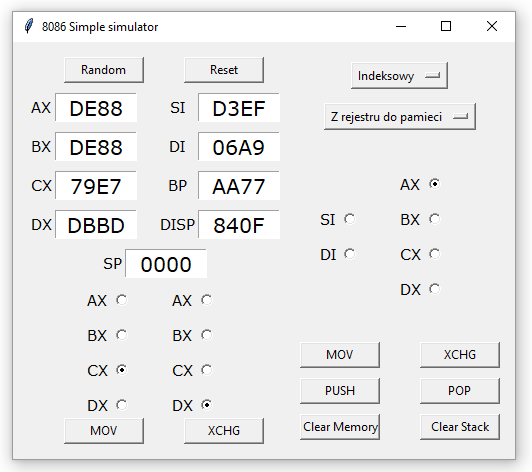 8086 Simple simulator
Random Reset Indeksowy
AX DE88 SI D3EF Z rejestru do pamieci
BX DE88 DI 06A9
CX 79E7 BP AA77 AX
DX DBBD DISP 840F SI BX
SP 0000 DI CX
AX AX DX
BX BX
CX CX MOV XCHG
DX DX PUSH POP
MOV XCHG Clear Memory Clear Stack